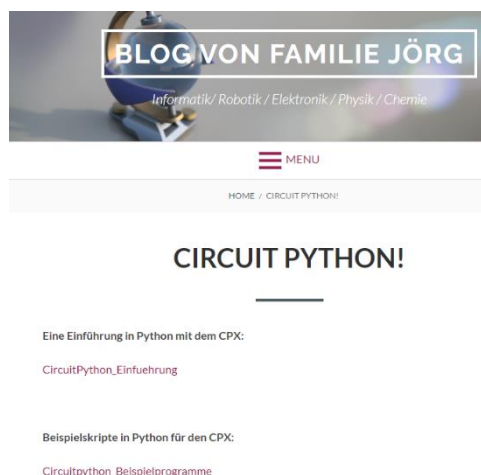 BLOG VON FAMILIE JÖRG
Informatik/ Robotik / Elektronik / Physik / Chemie
MENU
HOME / CIRCUIT PYTHON!
CIRCUIT PYTHON!
Eine Einführung in Python mit dem CPX:
CircuitPython_Einfuehrung
Beispielskripte in Python für den CPX:
Circuitpython_Beispielprogramme